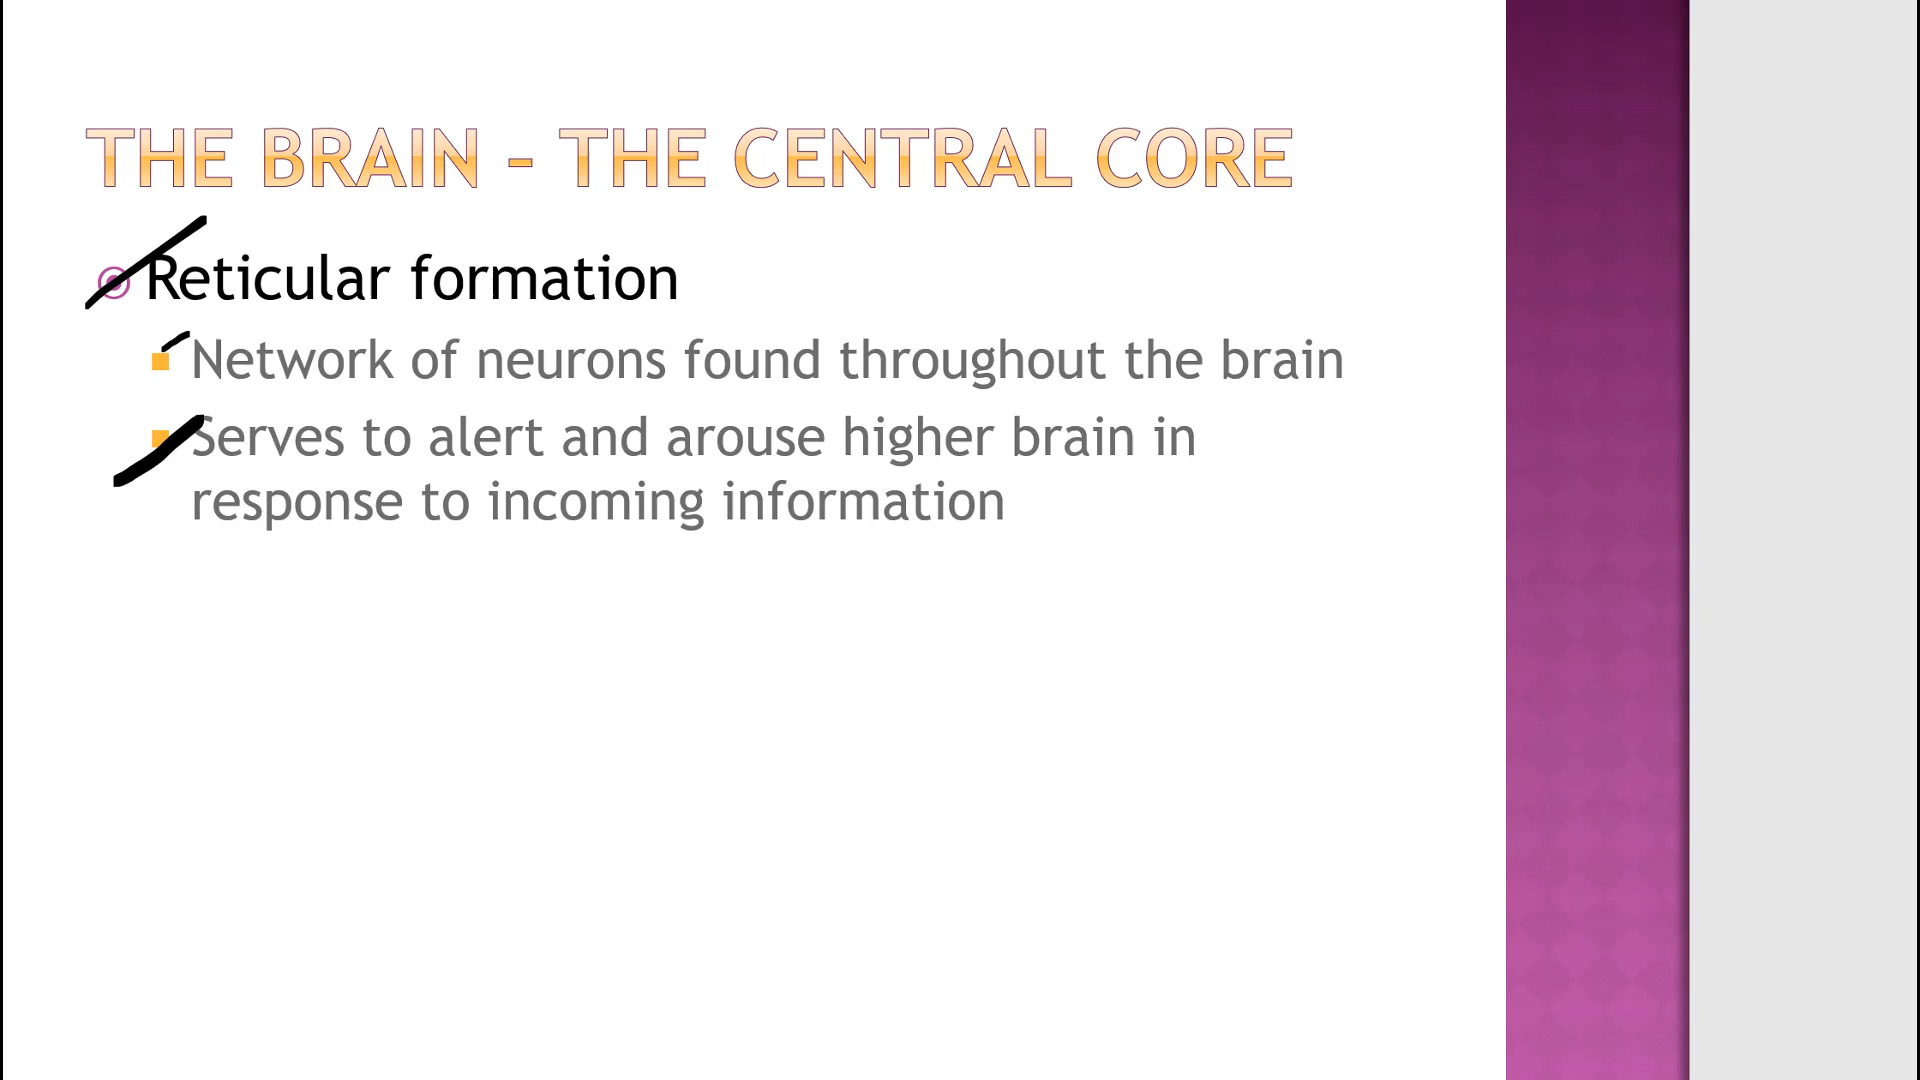 THE BRAIN – THE CENTRAL CORE
Reticular formation
Network of neurons found throughout the brain
Serves to alert and arouse higher brain in
response to incoming information